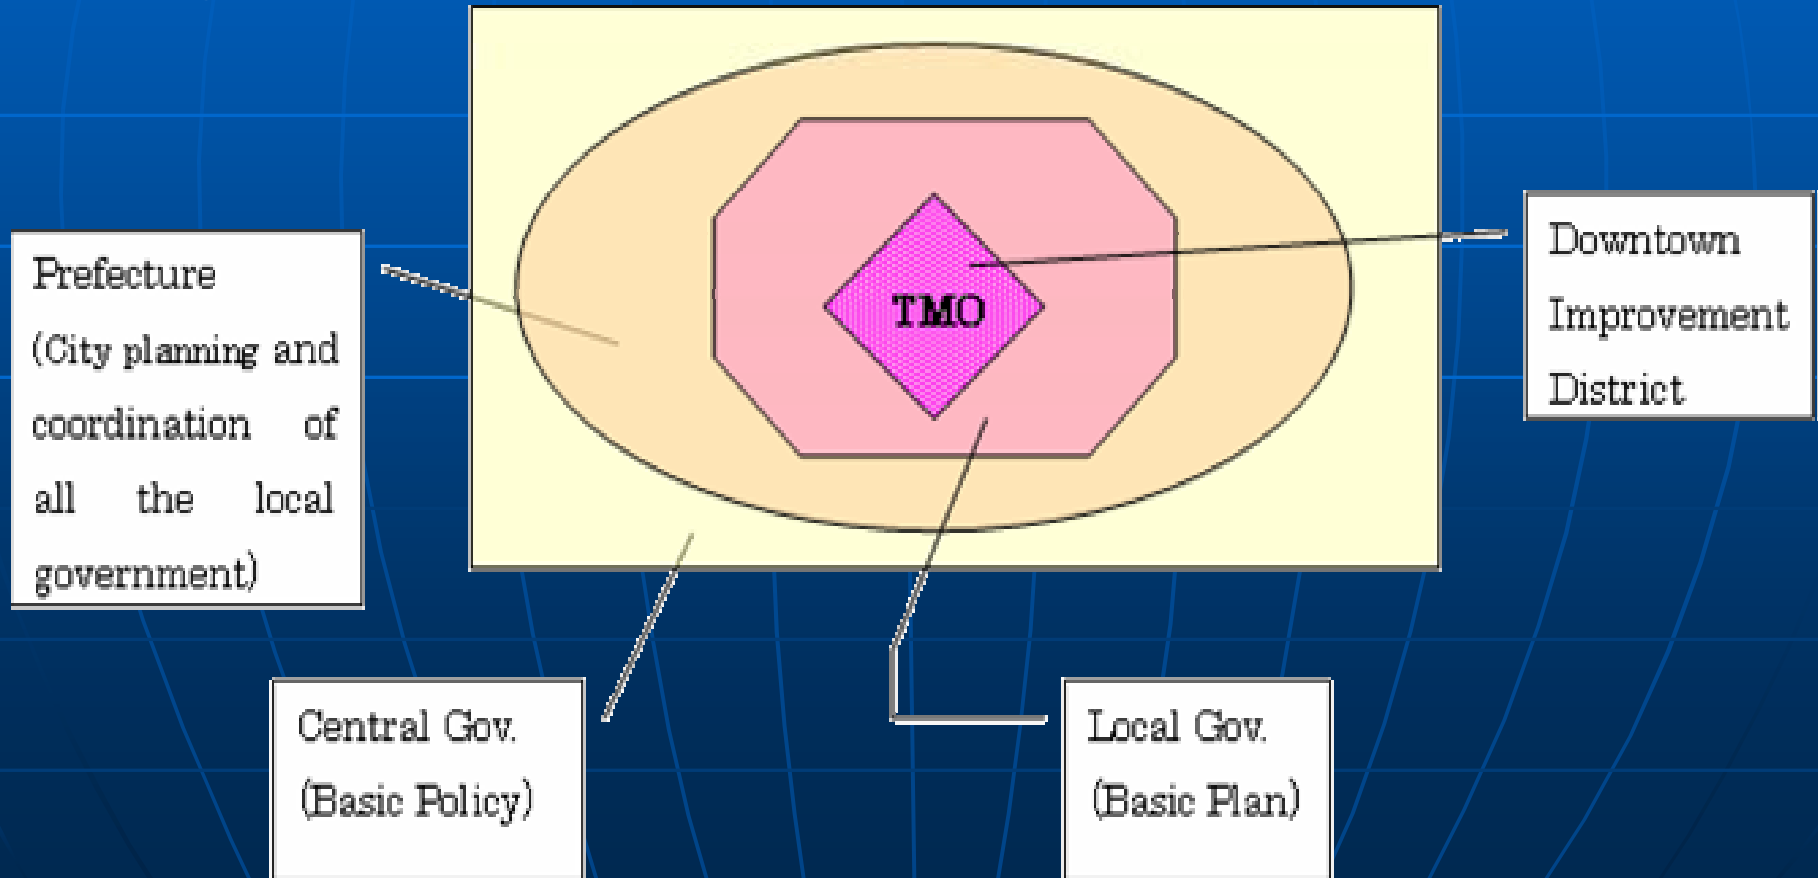 Prefecture
(City planning and
coordination of
all the local
government)
TMO
Downtown
Improvement
District
Central Gov.
(Basic Policy)
Local Gov.
(Basic Plan)